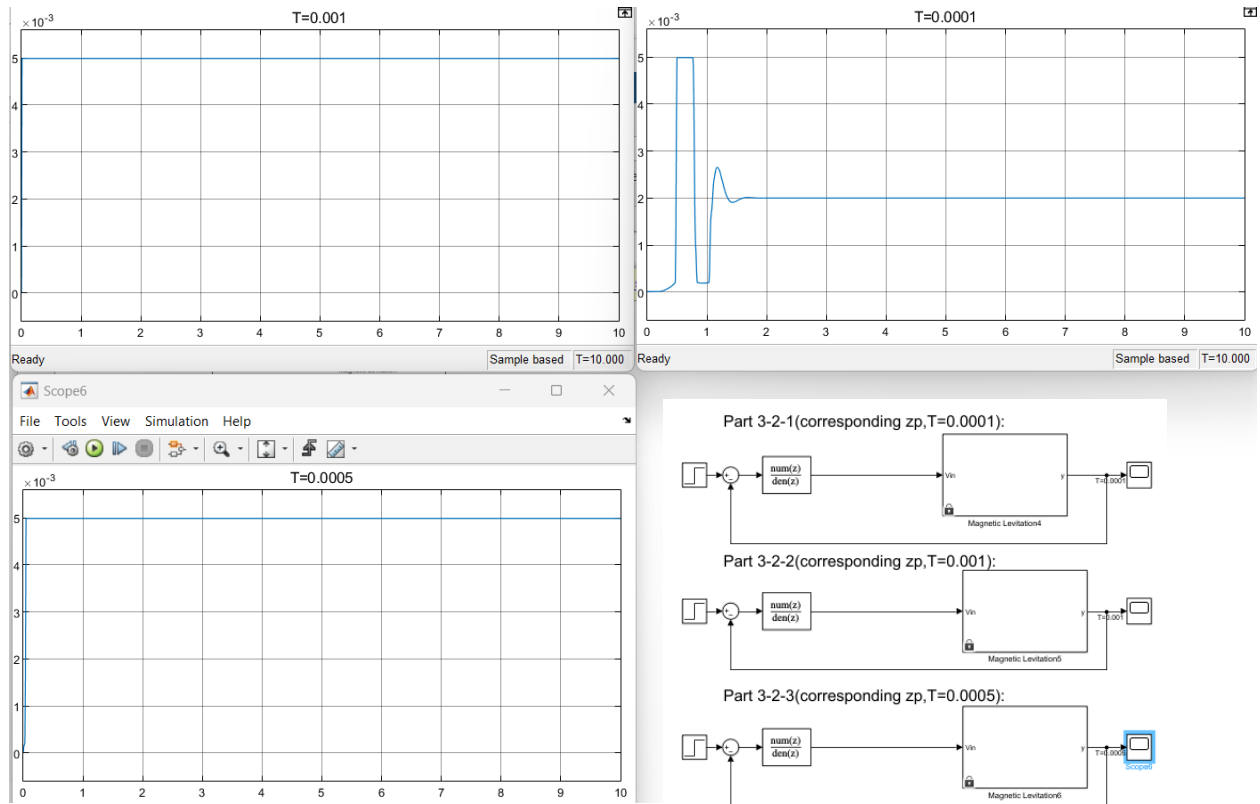 T=0.001
×10⁻³
5
4
3
2
1
0
0 1 2 3 4 5 6 7 8 9 10
Ready Sample based T=10.000
T=0.0001
×10⁻³
5
4
3
2
1
0
0 1 2 3 4 5 6 7 8 9 10
Ready Sample based T=10.000
Scope6
File Tools View Simulation Help
T=0.0005
×10⁻³
5
4
3
2
1
0
0 1 2 3 4 5 6 7 8 9 10
Part 3-2-1(corresponding zp,T=0.0001):
num(z)
den(z)
Vin y
T=0.0001
Magnetic Levitation4
Part 3-2-2(corresponding zp,T=0.001):
num(z)
den(z)
Vin y
T=0.001
Magnetic Levitation5
Part 3-2-3(corresponding zp,T=0.0005):
num(z)
den(z)
Vin y
T=0.0005
Scope6
Magnetic Levitation6